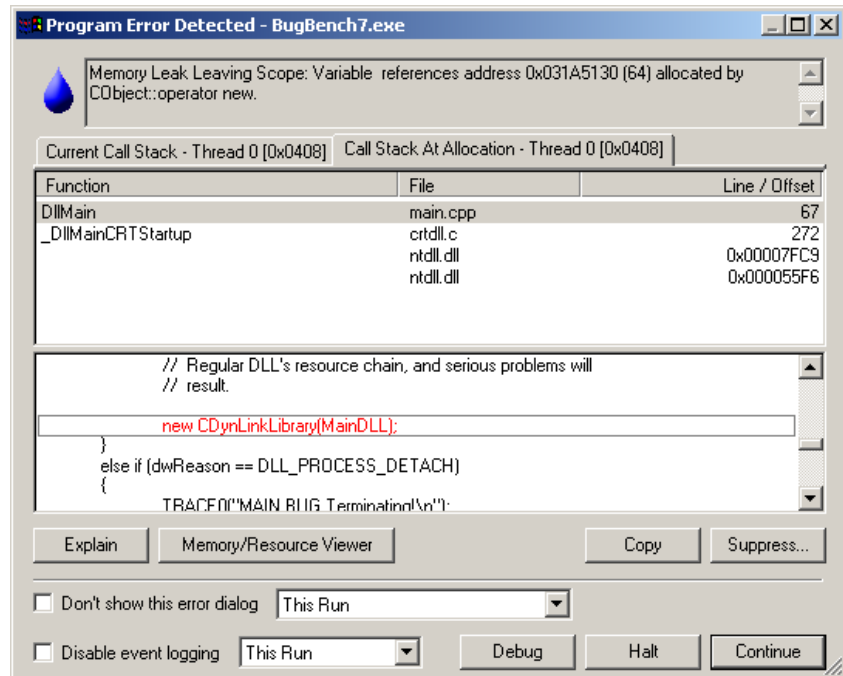 Program Error Detected - BugBench7.exe
Memory Leak Leaving Scope: Variable  references address 0x031A5130 (64) allocated by
CObject::operator new.
Current Call Stack - Thread 0 [0x0408] Call Stack At Allocation - Thread 0 [0x0408]
Function File Line / Offset
DllMain main.cpp 67
_DllMainCRTStartup crtdll.c 272
ntdll.dll 0x00007FC9
ntdll.dll 0x000055F6
//  Regular DLL's resource chain, and serious problems will
//  result.
new CDynLinkLibrary(MainDLL);
}
else if (dwReason == DLL_PROCESS_DETACH)
{
TRACE0("MAIN.BUG Terminating!\n");
Explain Memory/Resource Viewer Copy Suppress...
Don't show this error dialog This Run
Disable event logging This Run Debug Halt Continue